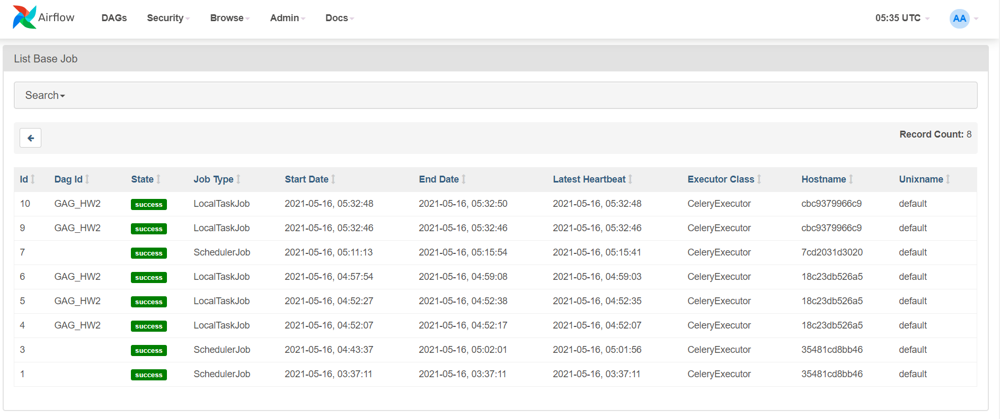 Airflow DAGs Security Browse Admin Docs 05:35 UTC AA
List Base Job
Search
Record Count: 8
Id Dag Id State Job Type Start Date End Date Latest Heartbeat Executor Class Hostname Unixname
10 GAG_HW2 success LocalTaskJob 2021-05-16, 05:32:48 2021-05-16, 05:32:50 2021-05-16, 05:32:48 CeleryExecutor cbc9379966c9 default
9 GAG_HW2 success LocalTaskJob 2021-05-16, 05:32:46 2021-05-16, 05:32:46 2021-05-16, 05:32:46 CeleryExecutor cbc9379966c9 default
7 success SchedulerJob 2021-05-16, 05:11:13 2021-05-16, 05:15:54 2021-05-16, 05:15:41 CeleryExecutor 7cd2031d3020 default
6 GAG_HW2 success LocalTaskJob 2021-05-16, 04:57:54 2021-05-16, 04:59:08 2021-05-16, 04:59:03 CeleryExecutor 18c23db526a5 default
5 GAG_HW2 success LocalTaskJob 2021-05-16, 04:52:27 2021-05-16, 04:52:38 2021-05-16, 04:52:35 CeleryExecutor 18c23db526a5 default
4 GAG_HW2 success LocalTaskJob 2021-05-16, 04:52:07 2021-05-16, 04:52:17 2021-05-16, 04:52:07 CeleryExecutor 18c23db526a5 default
3 success SchedulerJob 2021-05-16, 04:43:37 2021-05-16, 05:02:01 2021-05-16, 05:01:56 CeleryExecutor 35481cd8bb46 default
1 success SchedulerJob 2021-05-16, 03:37:11 2021-05-16, 03:37:11 2021-05-16, 03:37:11 CeleryExecutor 35481cd8bb46 default